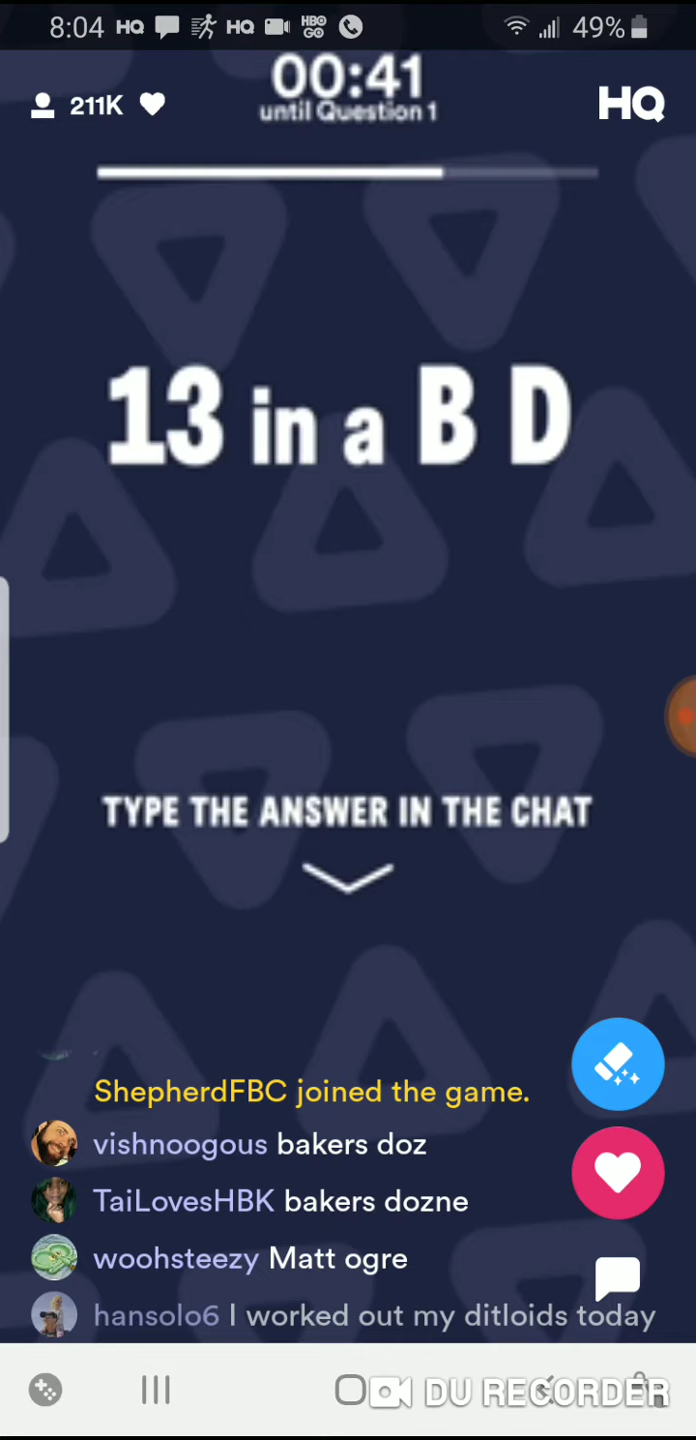 8:04 HQ HQ HBO GO 49%
211K
00:41
until Question 1
HQ
13 in a B D
TYPE THE ANSWER IN THE CHAT
ShepherdFBC joined the game.
vishnoogous bakers doz
TaiLovesHBK bakers dozne
woohsteezy Matt ogre
hansolo6 I worked out my ditloids today
DU RECORDER